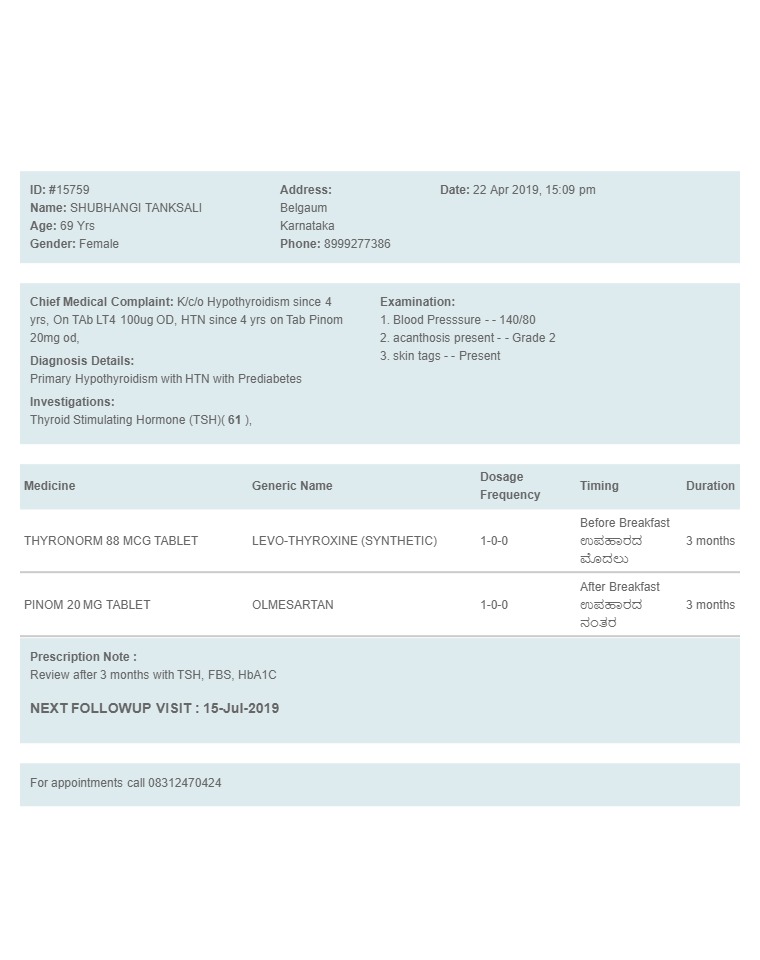 ID: #15759
Name: SHUBHANGI TANKSALI
Age: 69 Yrs
Gender: Female
Address:
Belgaum
Karnataka
Phone: 8999277386
Date: 22 Apr 2019, 15:09 pm
Chief Medical Complaint: K/c/o Hypothyroidism since 4
yrs, On TAb LT4 100ug OD, HTN since 4 yrs on Tab Pinom
20mg od,
Diagnosis Details:
Primary Hypothyroidism with HTN with Prediabetes
Investigations:
Thyroid Stimulating Hormone (TSH)( 61 ),
Examination:
1. Blood Presssure - - 140/80
2. acanthosis present - - Grade 2
3. skin tags - - Present
Medicine Generic Name Dosage Frequency Timing Duration
THYRONORM 88 MCG TABLET LEVO-THYROXINE (SYNTHETIC) 1-0-0 Before Breakfast ಉಪಹಾರದ ಮೊದಲು 3 months
PINOM 20 MG TABLET OLMESARTAN 1-0-0 After Breakfast ಉಪಹಾರದ ನಂತರ 3 months
Prescription Note :
Review after 3 months with TSH, FBS, HbA1C
NEXT FOLLOWUP VISIT : 15-Jul-2019
For appointments call 08312470424